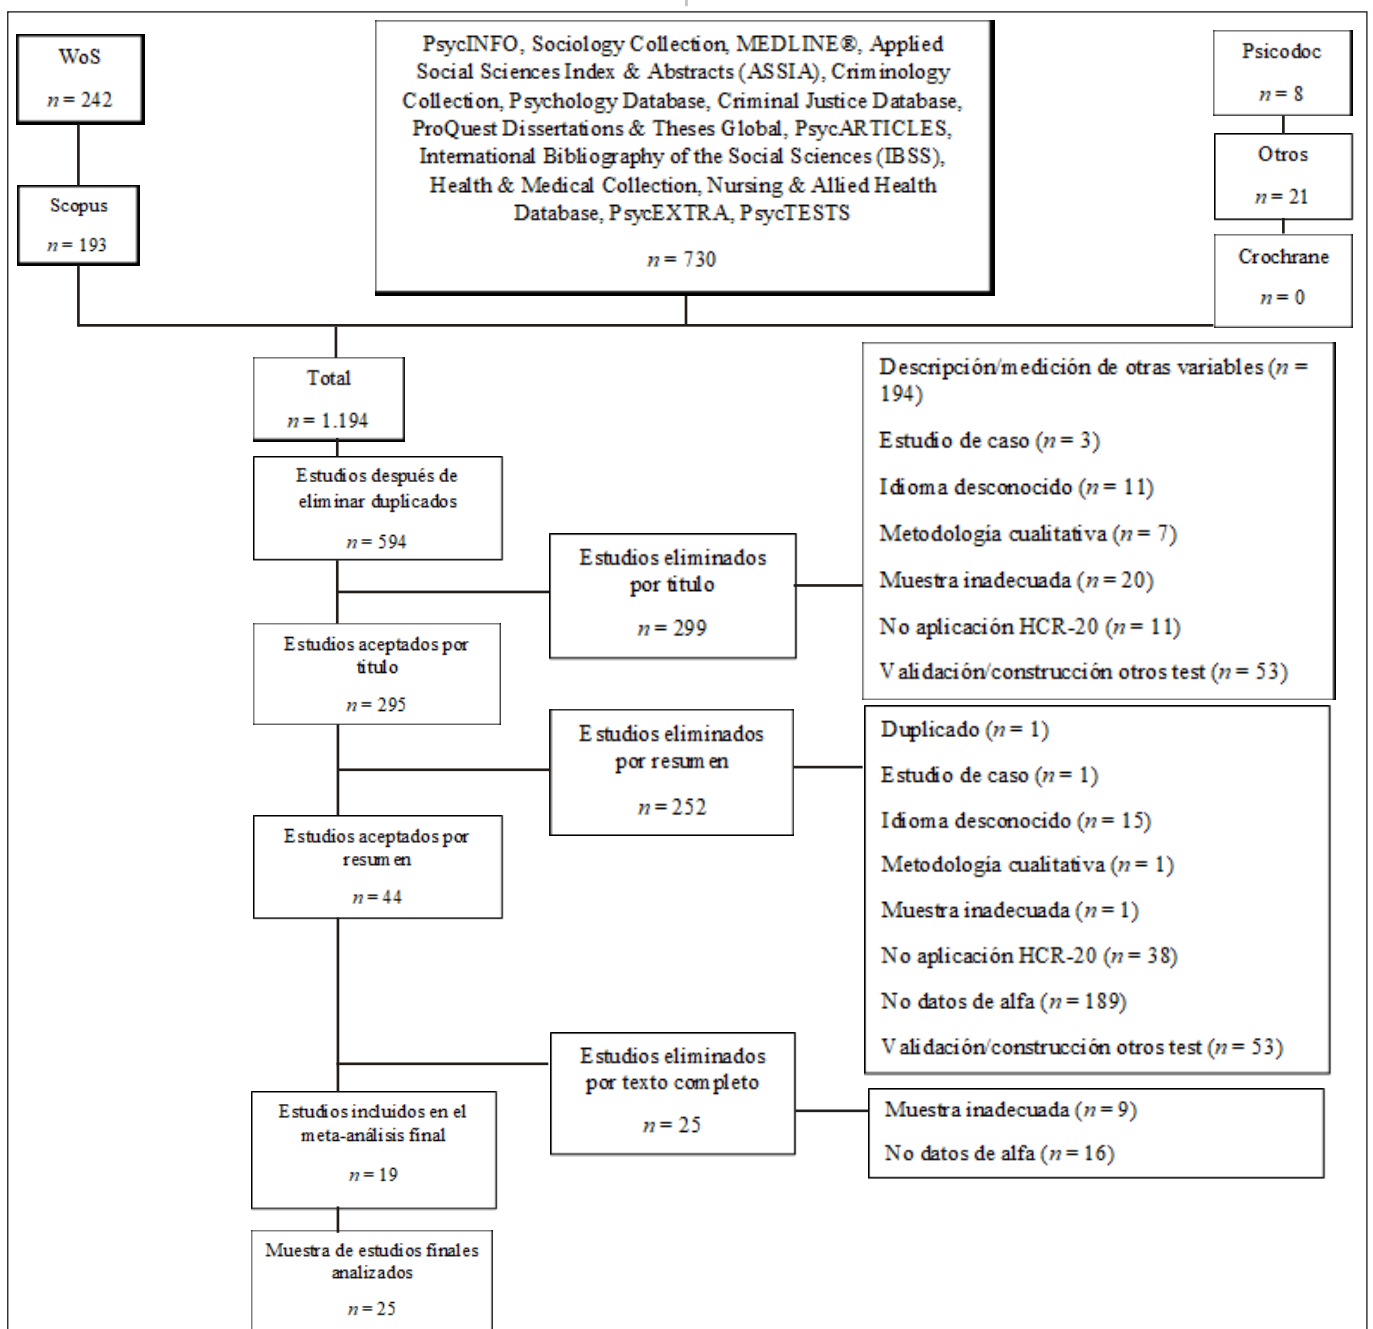 WoS
n = 242
Scopus
n = 193
PsycINFO, Sociology Collection, MEDLINE®, Applied
Social Sciences Index & Abstracts (ASSIA), Criminology
Collection, Psychology Database, Criminal Justice Database,
ProQuest Dissertations & Theses Global, PsycARTICLES,
International Bibliography of the Social Sciences (IBSS),
Health & Medical Collection, Nursing & Allied Health
Database, PsycEXTRA, PsycTESTS
n = 730
Psicodoc
n = 8
Otros
n = 21
Crochrane
n = 0
Total
n = 1.194
Estudios después de
eliminar duplicados
n = 594
Estudios eliminados
por título
n = 299
Descripción/medición de otras variables (n =
194)
Estudio de caso (n = 3)
Idioma desconocido (n = 11)
Metodología cualitativa (n = 7)
Muestra inadecuada (n = 20)
No aplicación HCR-20 (n = 11)
Validación/construcción otros test (n = 53)
Estudios aceptados por
título
n = 295
Estudios eliminados
por resumen
n = 252
Duplicado (n = 1)
Estudio de caso (n = 1)
Idioma desconocido (n = 15)
Metodología cualitativa (n = 1)
Muestra inadecuada (n = 1)
No aplicación HCR-20 (n = 38)
No datos de alfa (n = 189)
Validación/construcción otros test (n = 53)
Estudios aceptados por
resumen
n = 44
Estudios eliminados
por texto completo
n = 25
Muestra inadecuada (n = 9)
No datos de alfa (n = 16)
Estudios incluidos en el
meta-análisis final
n = 19
Muestra de estudios finales
analizados
n = 25